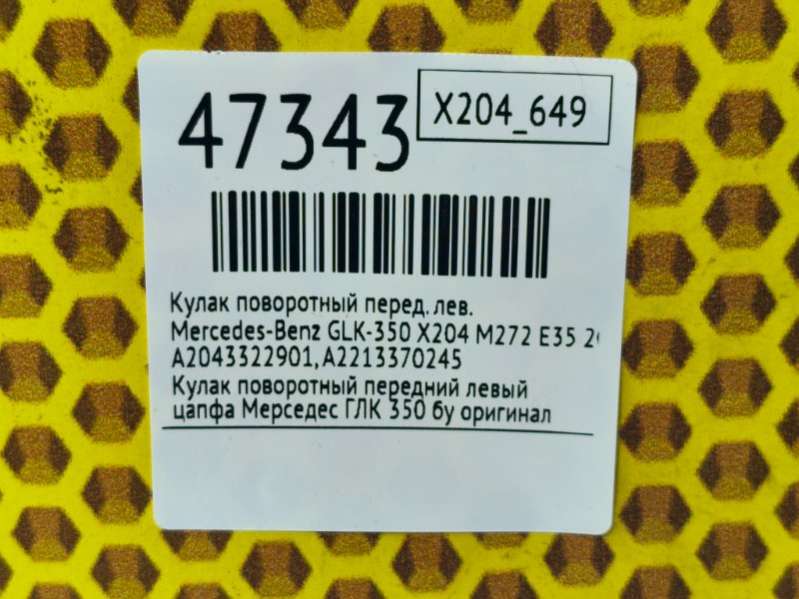 47343
X204_649
Кулак поворотный перед. лев.
Mercedes-Benz GLK-350 X204 M272 E35
A2043322901, A2213370245
Кулак поворотный передний левый
цапфа Мерседес ГЛК 350 бу оригинал